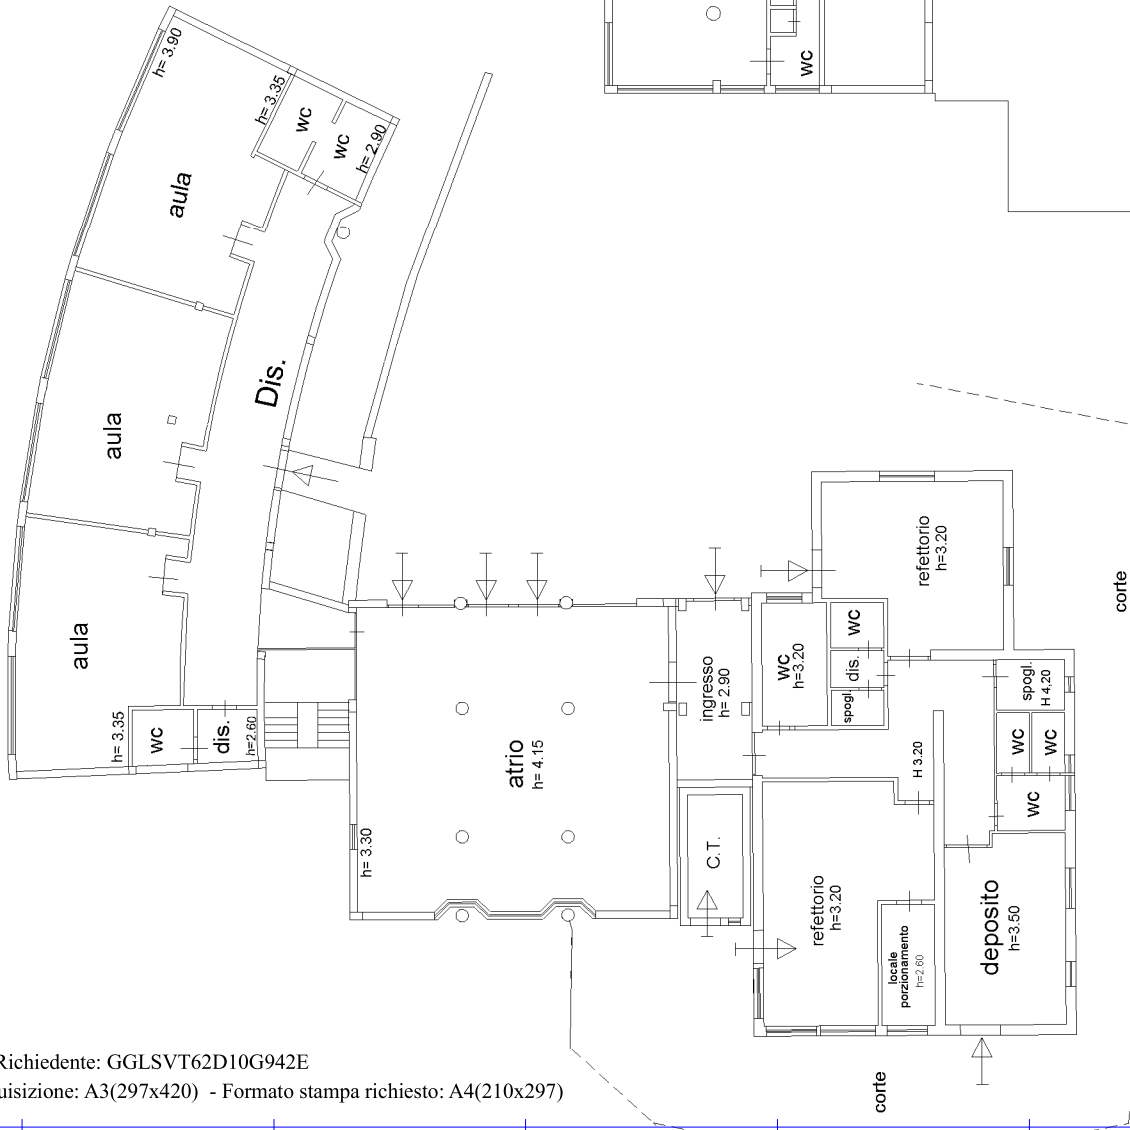 h= 3.90
h= 3.35
wc
wc
h= 2.90
wc
aula
Dis.
aula
aula
h= 3.35
wc
dis.
h=2.60
atrio
h= 4.15
h= 3.30
ingresso
h= 2.90
C.T.
refettorio
h=3.20
corte
wc
h=3.20
wc
dis.
spogl.
spogl.
H 4.20
H 3.20
wc
wc
wc
refettorio
h=3.20
locale
porzionamento
h=2.60
deposito
h=3.50
corte
Richiedente: GGLSVT62D10G942E
uisizione: A3(297x420) - Formato stampa richiesto: A4(210x297)